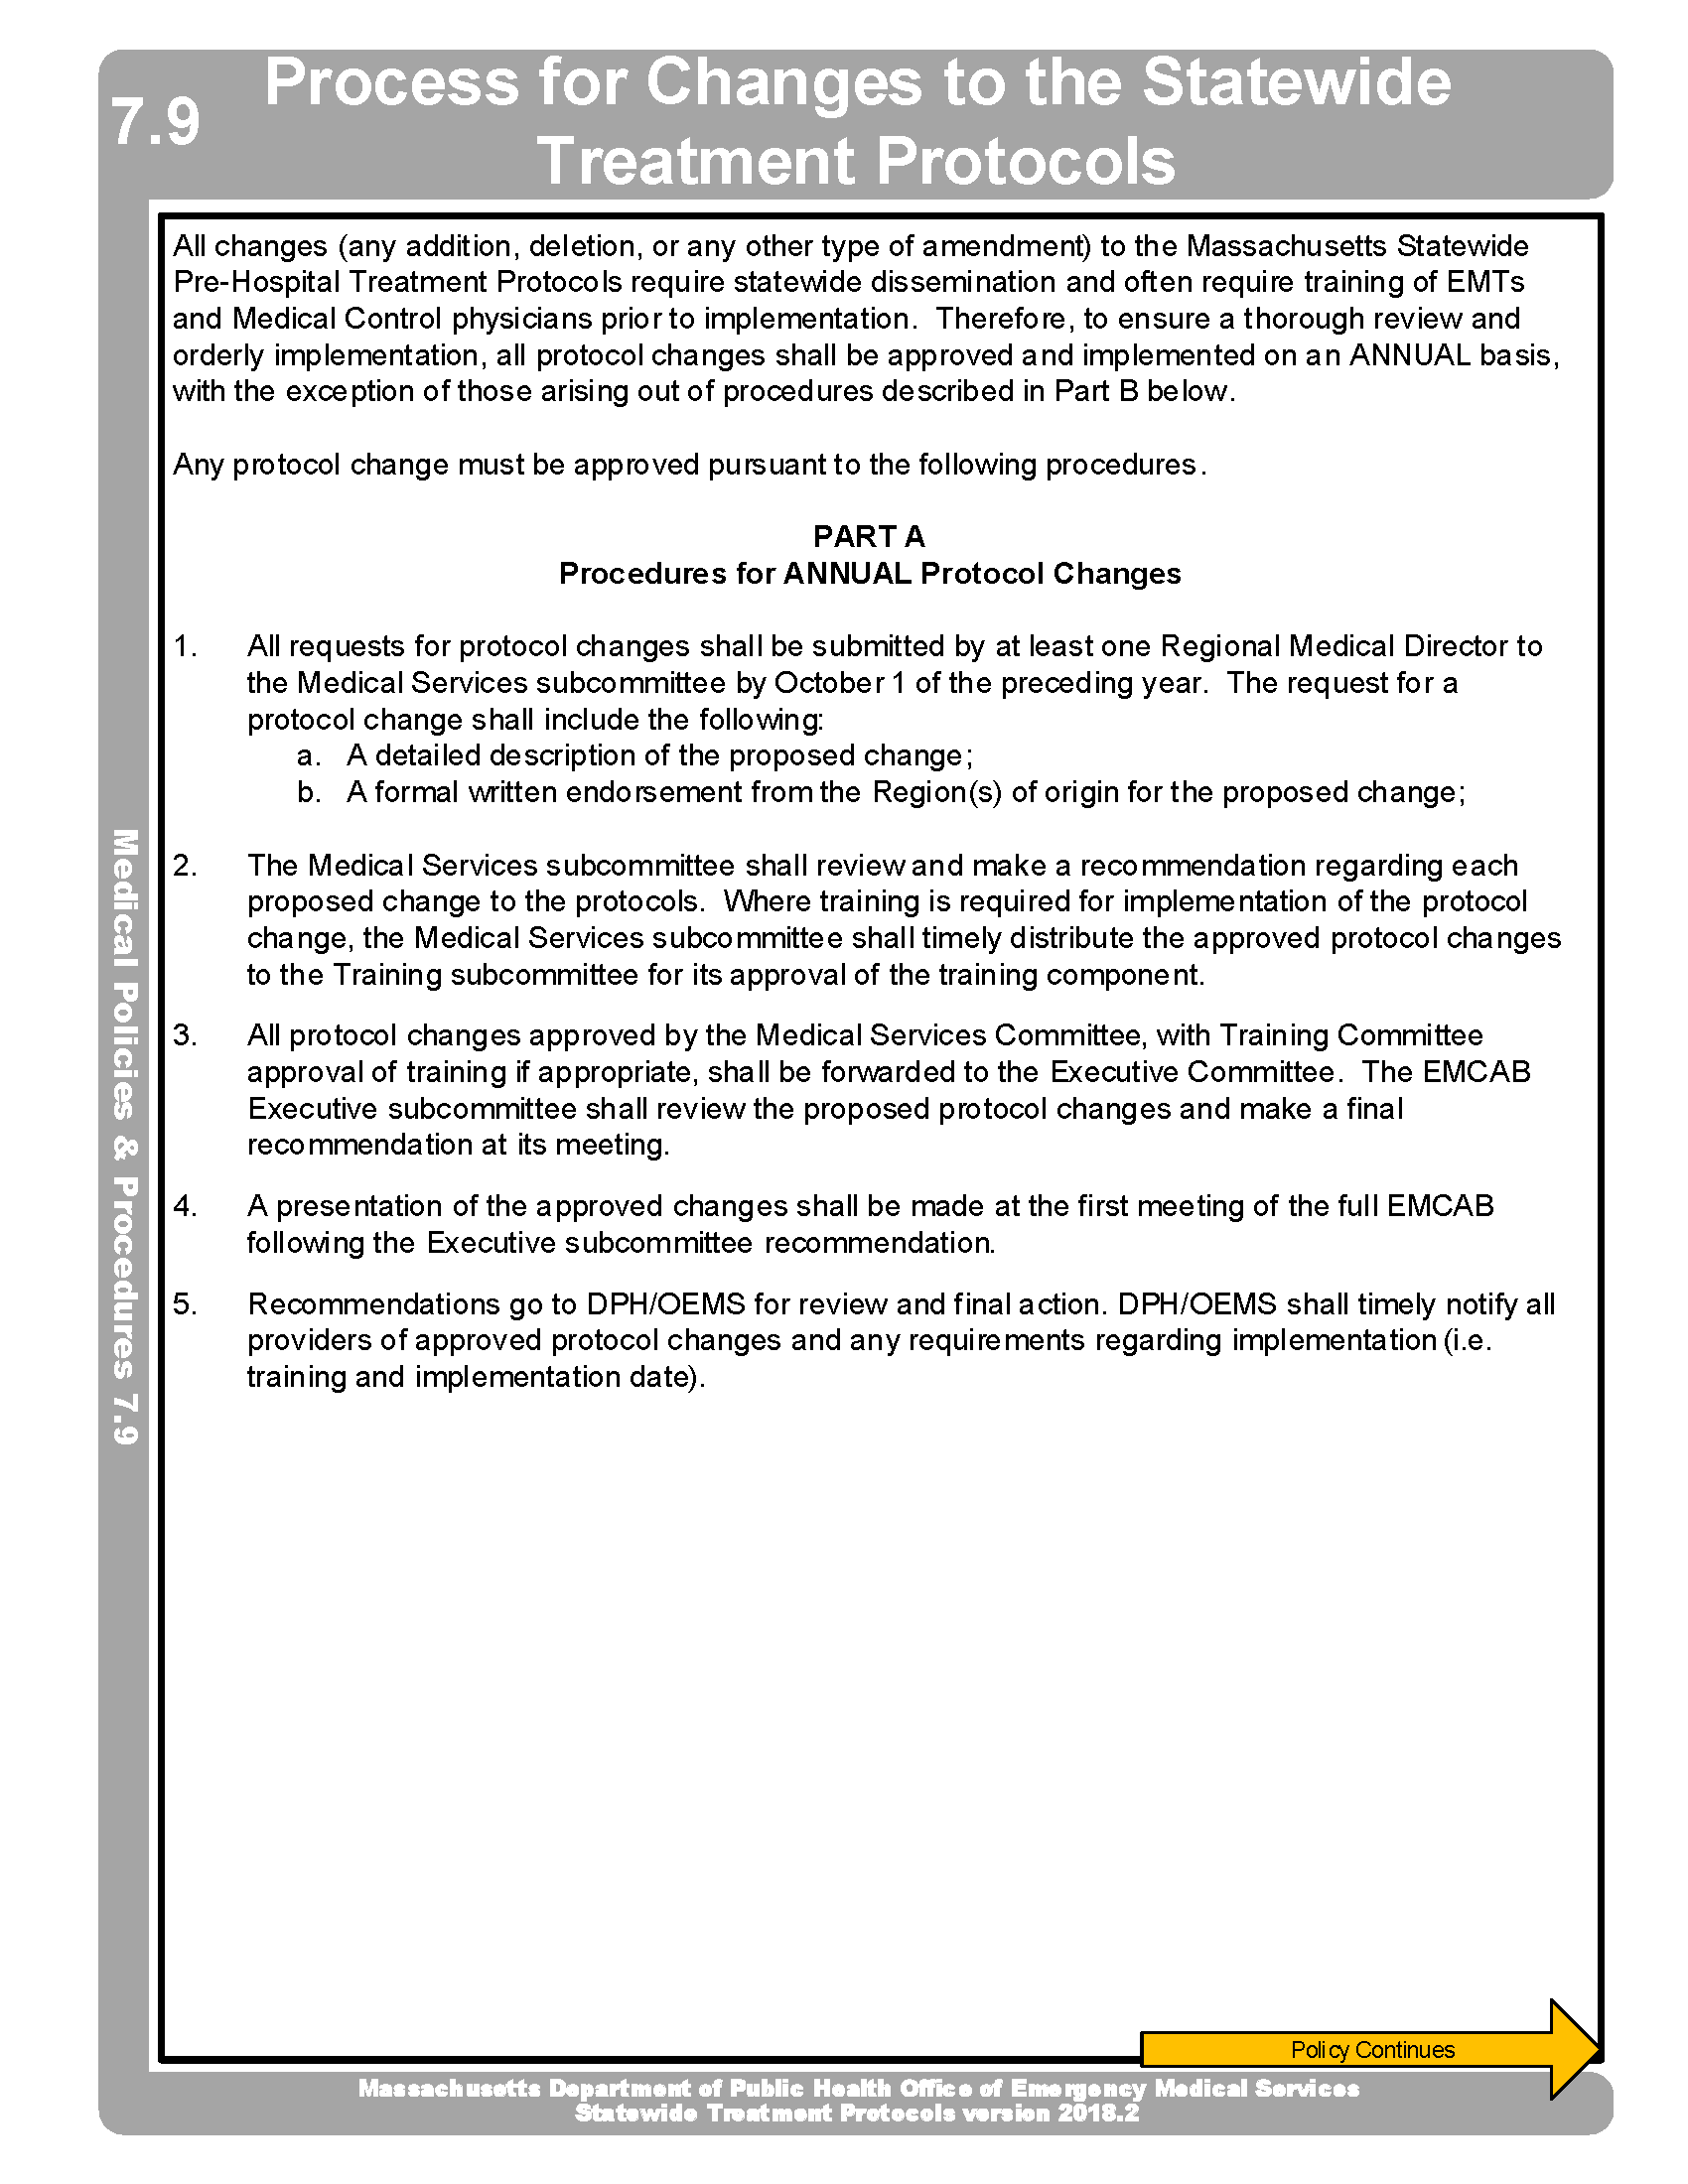 7.9
Process for Changes to the Statewide
Treatment Protocols
All changes (any addition, deletion, or any other type of amendment) to the Massachusetts Statewide
Pre-Hospital Treatment Protocols require statewide dissemination and often require training of EMTs
and Medical Control physicians prior to implementation.  Therefore, to ensure a thorough review and
orderly implementation, all protocol changes shall be approved and implemented on an ANNUAL basis,
with the exception of those arising out of procedures described in Part B below.
Any protocol change must be approved pursuant to the following procedures.
PART A
Procedures for ANNUAL Protocol Changes
1. All requests for protocol changes shall be submitted by at least one Regional Medical Director to
the Medical Services subcommittee by October 1 of the preceding year.  The request for a
protocol change shall include the following:
a. A detailed description of the proposed change;
b. A formal written endorsement from the Region(s) of origin for the proposed change;
2. The Medical Services subcommittee shall review and make a recommendation regarding each
proposed change to the protocols.  Where training is required for implementation of the protocol
change, the Medical Services subcommittee shall timely distribute the approved protocol changes
to the Training subcommittee for its approval of the training component.
3. All protocol changes approved by the Medical Services Committee, with Training Committee
approval of training if appropriate, shall be forwarded to the Executive Committee.  The EMCAB
Executive subcommittee shall review the proposed protocol changes and make a final
recommendation at its meeting.
4. A presentation of the approved changes shall be made at the first meeting of the full EMCAB
following the Executive subcommittee recommendation.
5. Recommendations go to DPH/OEMS for review and final action. DPH/OEMS shall timely notify all
providers of approved protocol changes and any requirements regarding implementation (i.e.
training and implementation date).
Medical Policies & Procedures 7.9
Policy Continues
Massachusetts Department of Public Health Office of Emergency Medical Services
Statewide Treatment Protocols version 2018.2